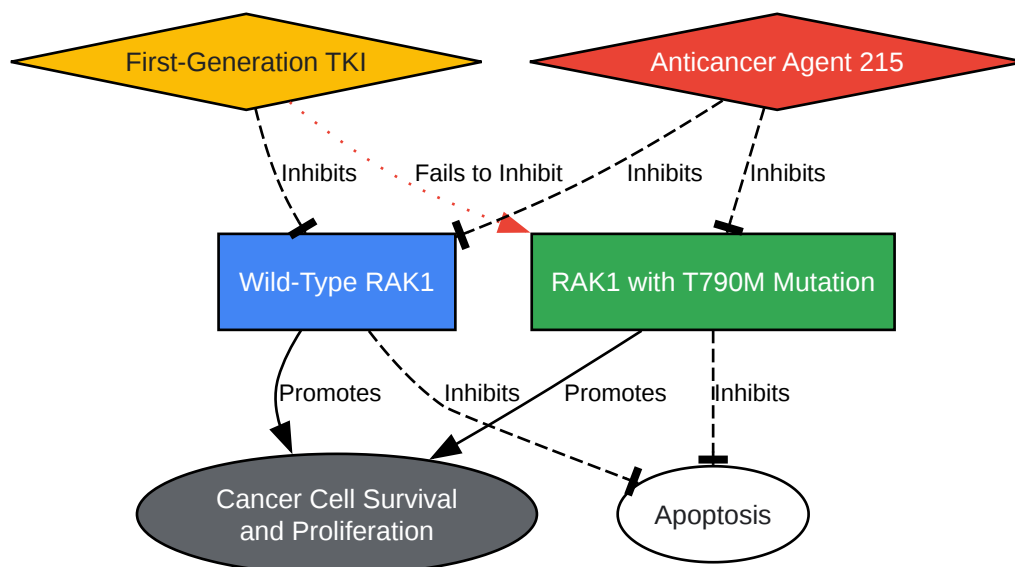 First-Generation TKI
Anticancer Agent 215
Inhibits
Fails to Inhibit
Inhibits
Inhibits
Wild-Type RAK1
RAK1 with T790M Mutation
Promotes
Inhibits
Promotes
Inhibits
Cancer Cell Survival
and Proliferation
Apoptosis